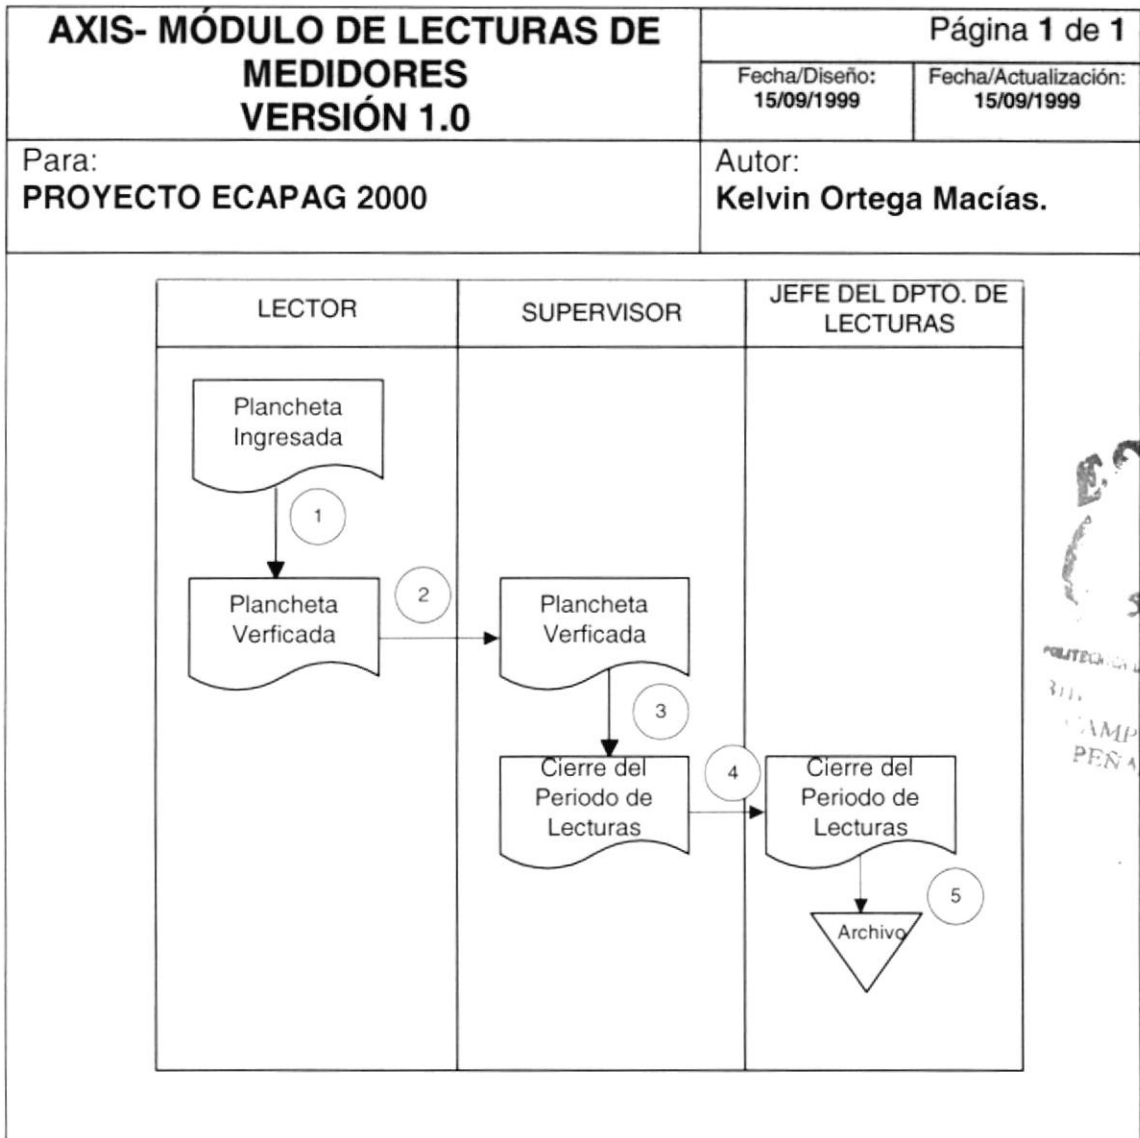 AXIS- MÓDULO DE LECTURAS DE
MEDIDORES
VERSIÓN 1.0
Página 1 de 1
Fecha/Diseño:
15/09/1999
Fecha/Actualización:
15/09/1999
Para:
PROYECTO ECAPAG 2000
Autor:
Kelvin Ortega Macías.
LECTOR
SUPERVISOR
JEFE DEL DPTO. DE
LECTURAS
Plancheta
Ingresada
1
Plancheta
Verficada
2
Plancheta
Verficada
3
Cierre del
Periodo de
Lecturas
4
Cierre del
Periodo de
Lecturas
5
Archivo
CAMP
PEÑA